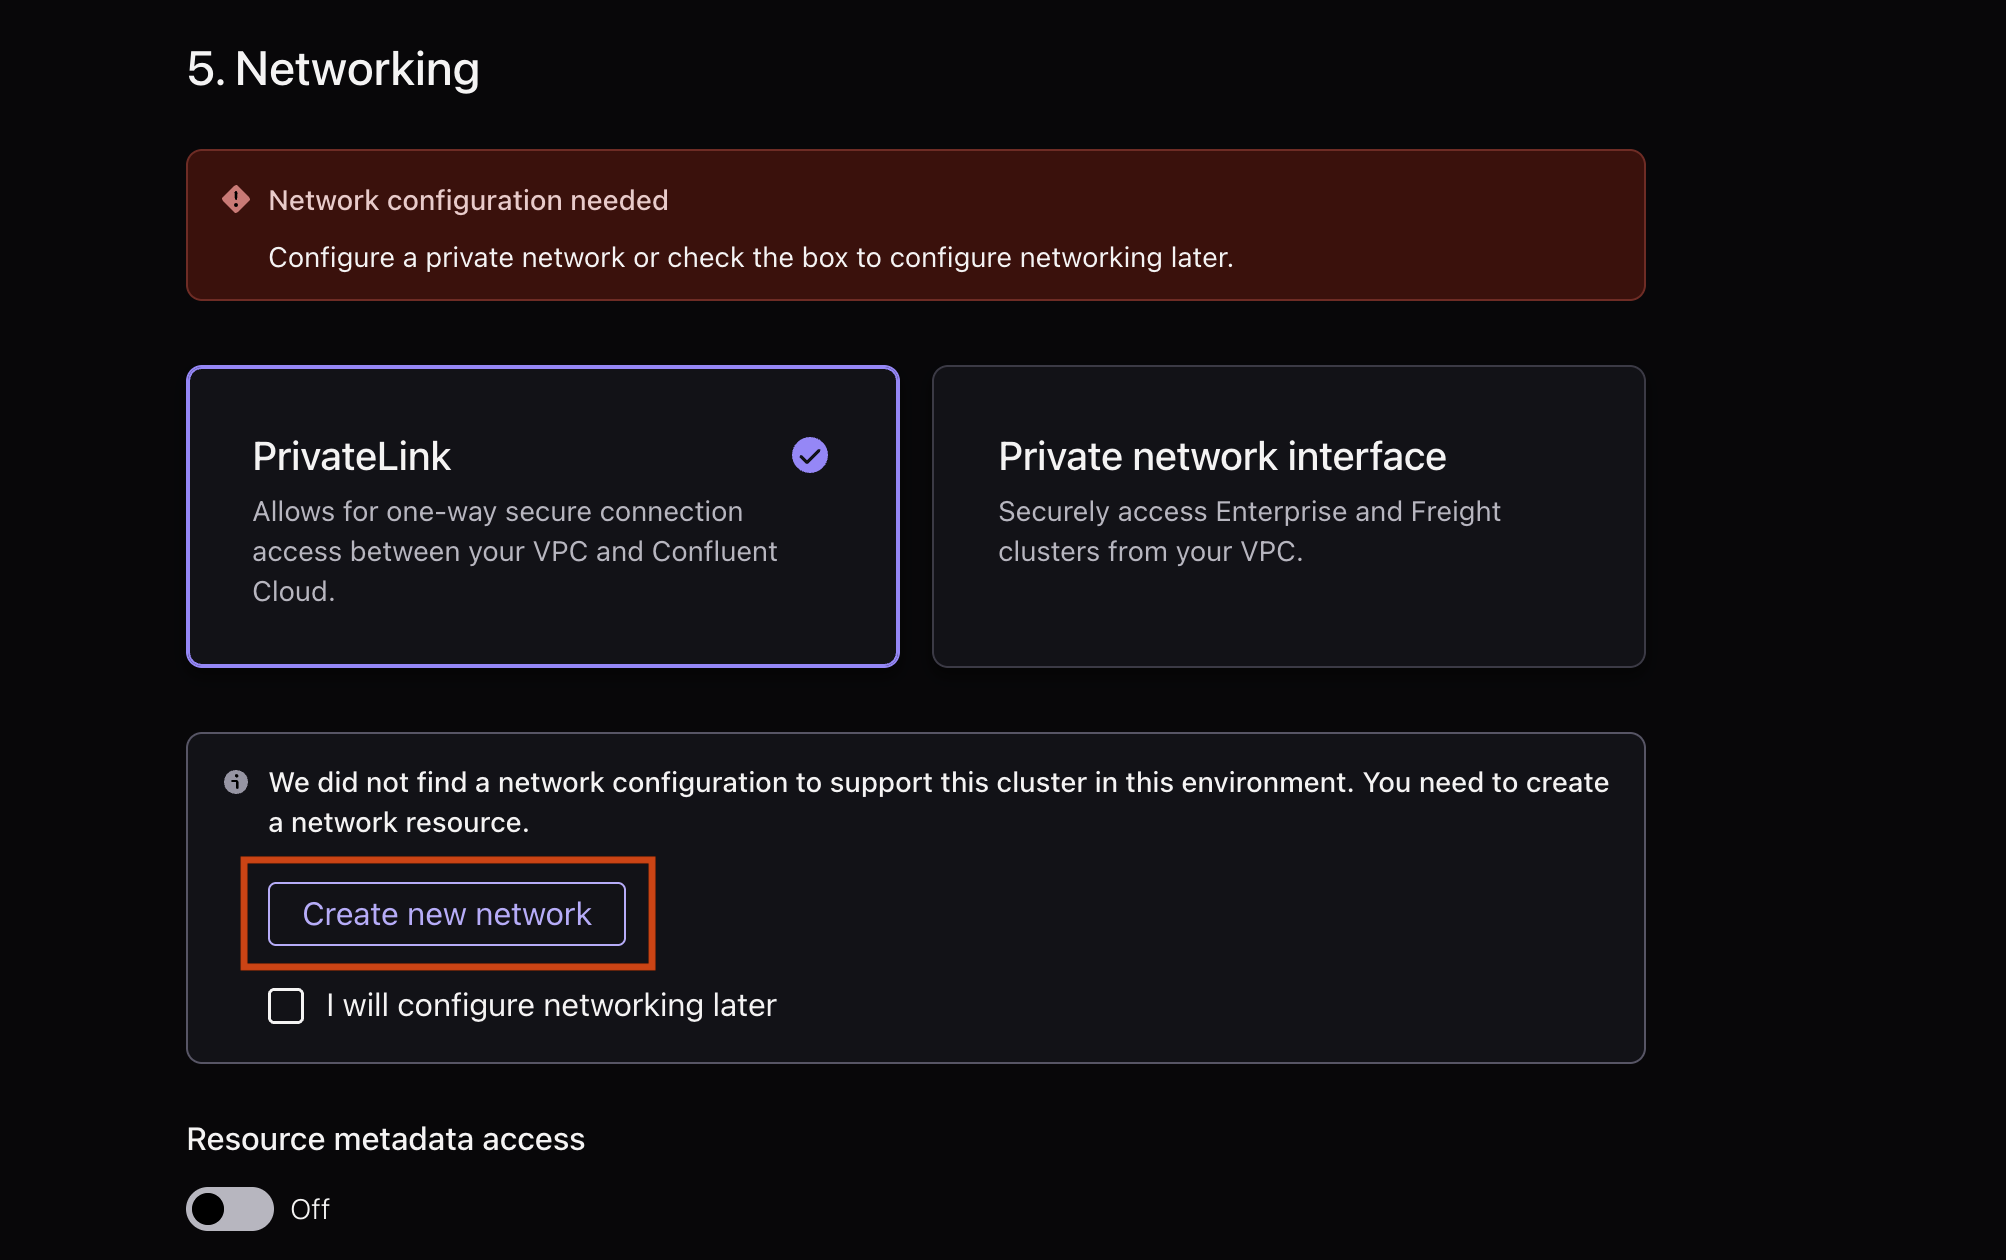 5. Networking
Network configuration needed
Configure a private network or check the box to configure networking later.
PrivateLink
Allows for one-way secure connection
access between your VPC and Confluent
Cloud.
Private network interface
Securely access Enterprise and Freight
clusters from your VPC.
We did not find a network configuration to support this cluster in this environment. You need to create
a network resource.
Create new network
I will configure networking later
Resource metadata access
Off